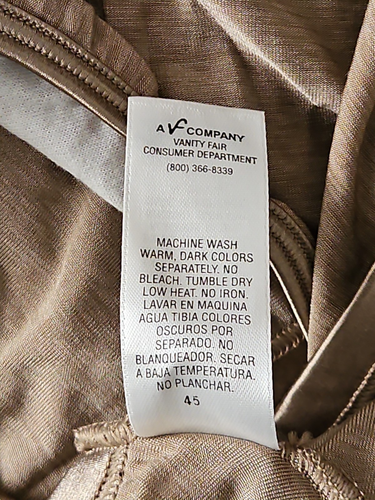 A VF COMPANY
VANITY FAIR
CONSUMER DEPARTMENT
(800) 366-8339
MACHINE WASH
WARM, DARK COLORS
SEPARATELY. NO
BLEACH. TUMBLE DRY
LOW HEAT. NO IRON.
LAVAR EN MAQUINA
AGUA TIBIA COLORES
OSCUROS POR
SEPARADO. NO
BLANQUEADOR. SECAR
A BAJA TEMPERATURA.
NO PLANCHAR.
45